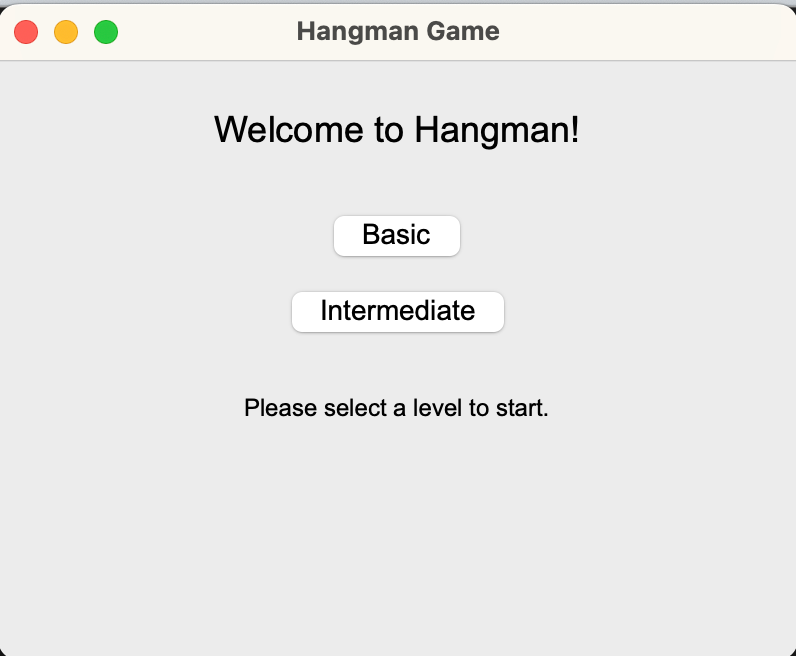 Hangman Game
Welcome to Hangman!
Basic
Intermediate
Please select a level to start.